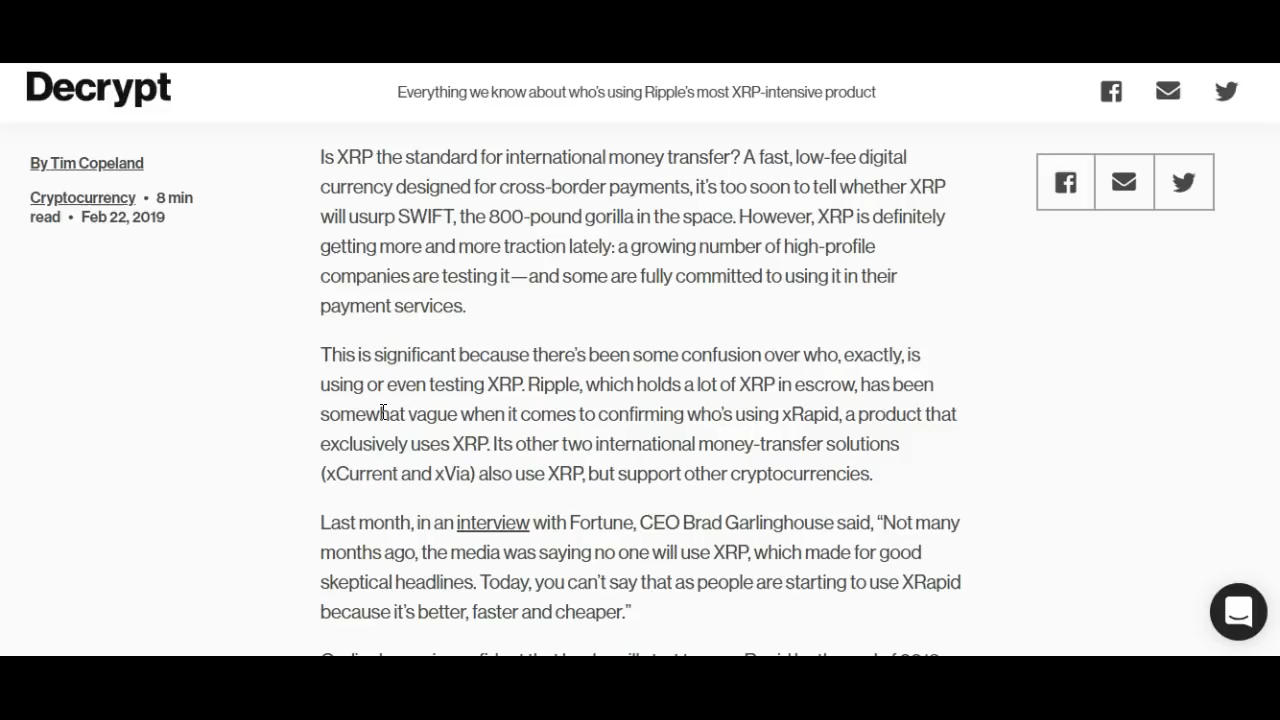 Decrypt
Everything we know about who's using Ripple's most XRP-intensive product
By Tim Copeland
Cryptocurrency • 8 min
read • Feb 22, 2019
Is XRP the standard for international money transfer? A fast, low-fee digital
currency designed for cross-border payments, it's too soon to tell whether XRP
will usurp SWIFT, the 800-pound gorilla in the space. However, XRP is definitely
getting more and more traction lately: a growing number of high-profile
companies are testing it—and some are fully committed to using it in their
payment services.
This is significant because there's been some confusion over who, exactly, is
using or even testing XRP. Ripple, which holds a lot of XRP in escrow, has been
somewhat vague when it comes to confirming who's using xRapid, a product that
exclusively uses XRP. Its other two international money-transfer solutions
(xCurrent and xVia) also use XRP, but support other cryptocurrencies.
Last month, in an interview with Fortune, CEO Brad Garlinghouse said, “Not many
months ago, the media was saying no one will use XRP, which made for good
skeptical headlines. Today, you can't say that as people are starting to use XRapid
because it's better, faster and cheaper.”